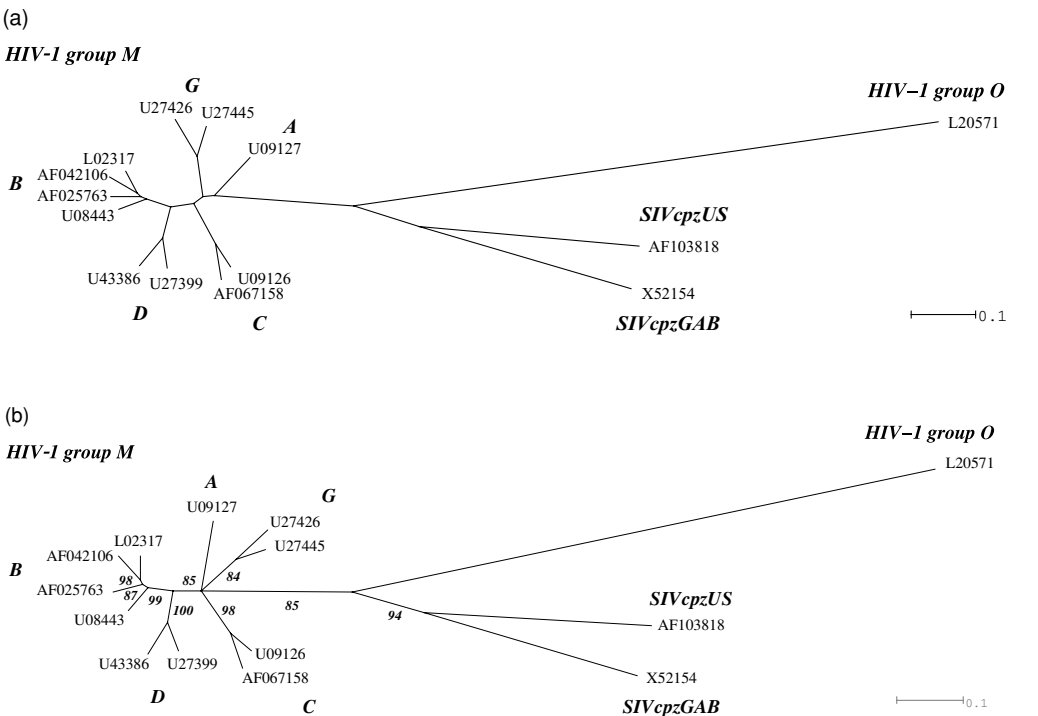 (a)
HIV-1 group M
G
U27426 U27445
HIV–1 group O
L20571
A
U09127
L02317
AF042106
B
AF025763
U08443
SIVcpzUS
AF103818
U43386
U27399
U09126
AF067158
X52154
D
C
SIVcpzGAB
0.1
(b)
HIV-1 group M
HIV–1 group O
L20571
A
U09127
G
U27426
U27445
L02317
AF042106
B
98
85
84
AF025763
87
99
100
98
85
94
U08443
SIVcpzUS
AF103818
U43386
U27399
U09126
AF067158
X52154
D
C
SIVcpzGAB
0.1